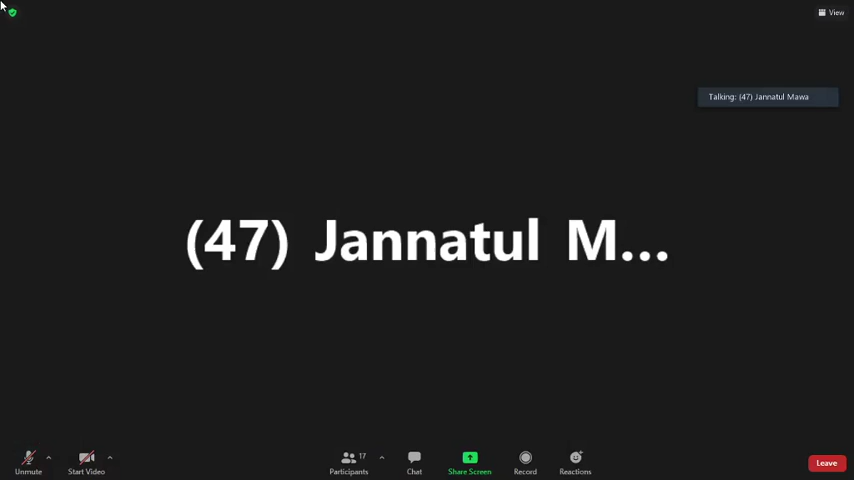 View
Talking: (47) Jannatul Mawa
(47) Jannatul M...
Unmute
Start Video
17
Participants
Chat
Share Screen
Record
Reactions
Leave